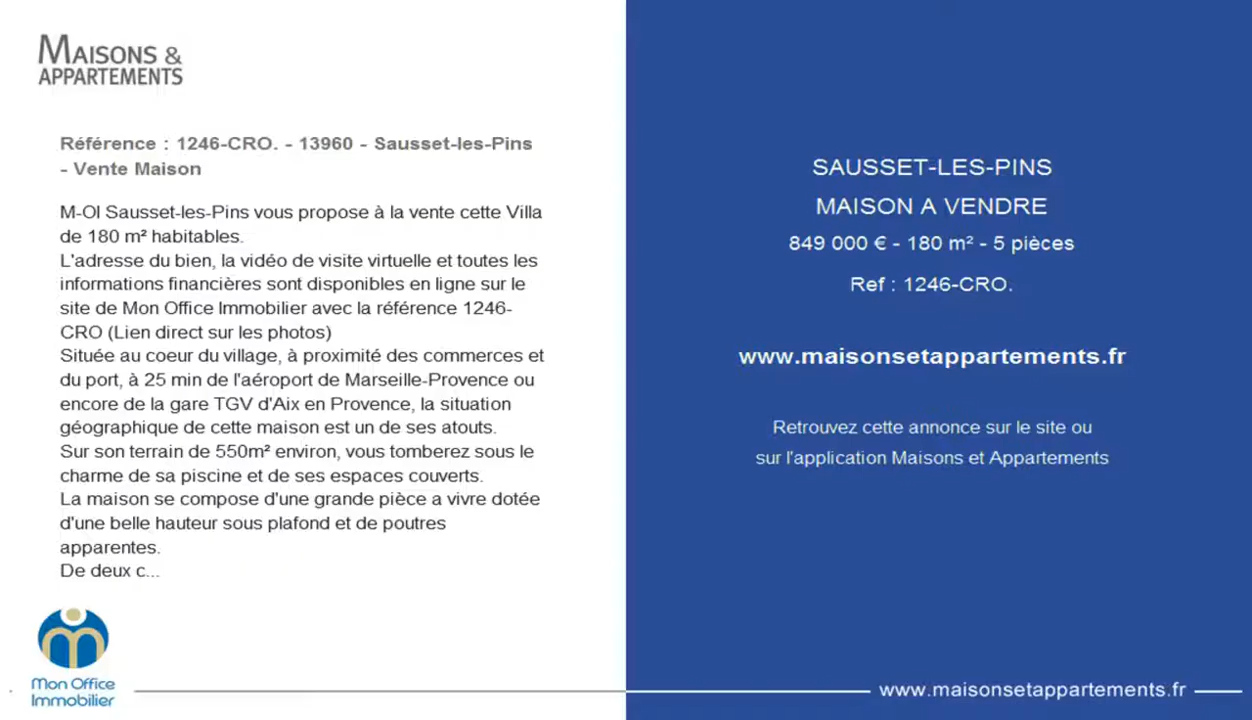 MAISONS &
APPARTEMENTS
Référence : 1246-CRO. - 13960 - Sausset-les-Pins
- Vente Maison
M-OI Sausset-les-Pins vous propose à la vente cette Villa
de 180 m² habitables.
L'adresse du bien, la vidéo de visite virtuelle et toutes les
informations financières sont disponibles en ligne sur le
site de Mon Office Immobilier avec la référence 1246-
CRO (Lien direct sur les photos)
Située au coeur du village, à proximité des commerces et
du port, à 25 min de l'aéroport de Marseille-Provence ou
encore de la gare TGV d'Aix en Provence, la situation
géographique de cette maison est un de ses atouts.
Sur son terrain de 550m² environ, vous tomberez sous le
charme de sa piscine et de ses espaces couverts.
La maison se compose d'une grande pièce a vivre dotée
d'une belle hauteur sous plafond et de poutres
apparentes.
De deux c...
Mon Office
Immobilier
SAUSSET-LES-PINS
MAISON A VENDRE
849 000 € - 180 m² - 5 pièces
Ref : 1246-CRO.
www.maisonsetappartements.fr
Retrouvez cette annonce sur le site ou
sur l'application Maisons et Appartements
www.maisonsetappartements.fr